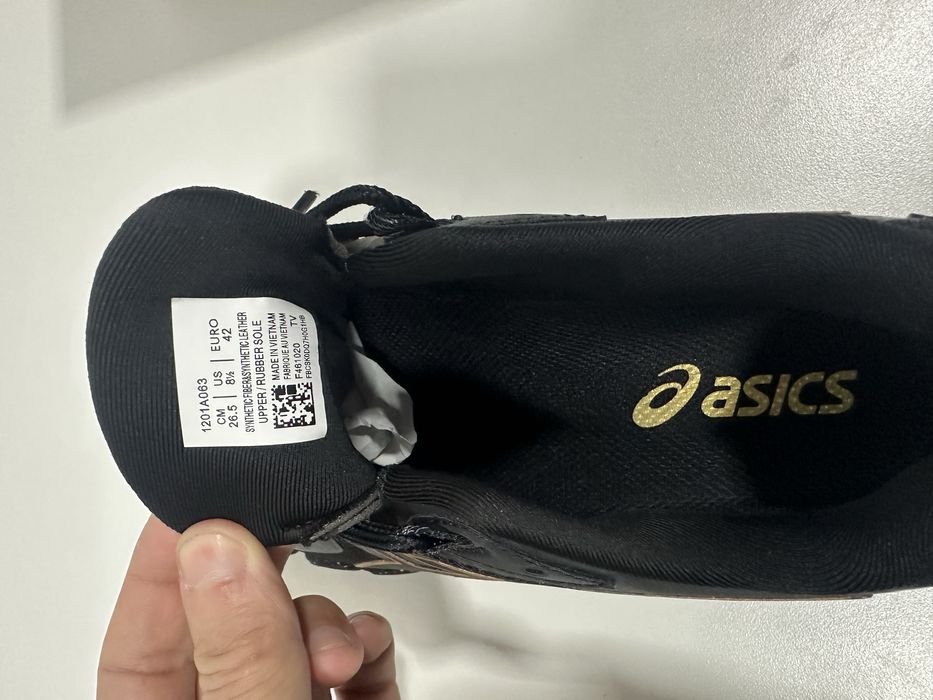 1201A063
CM | US | EURO
26.5 | 8½ | 42
SYNTHETIC FIBER&SYNTHETIC LEATHER
UPPER / RUBBER SOLE
MADE IN VIETNAM
FABRIQUE AU VIETNAM
F461020 TV
asics